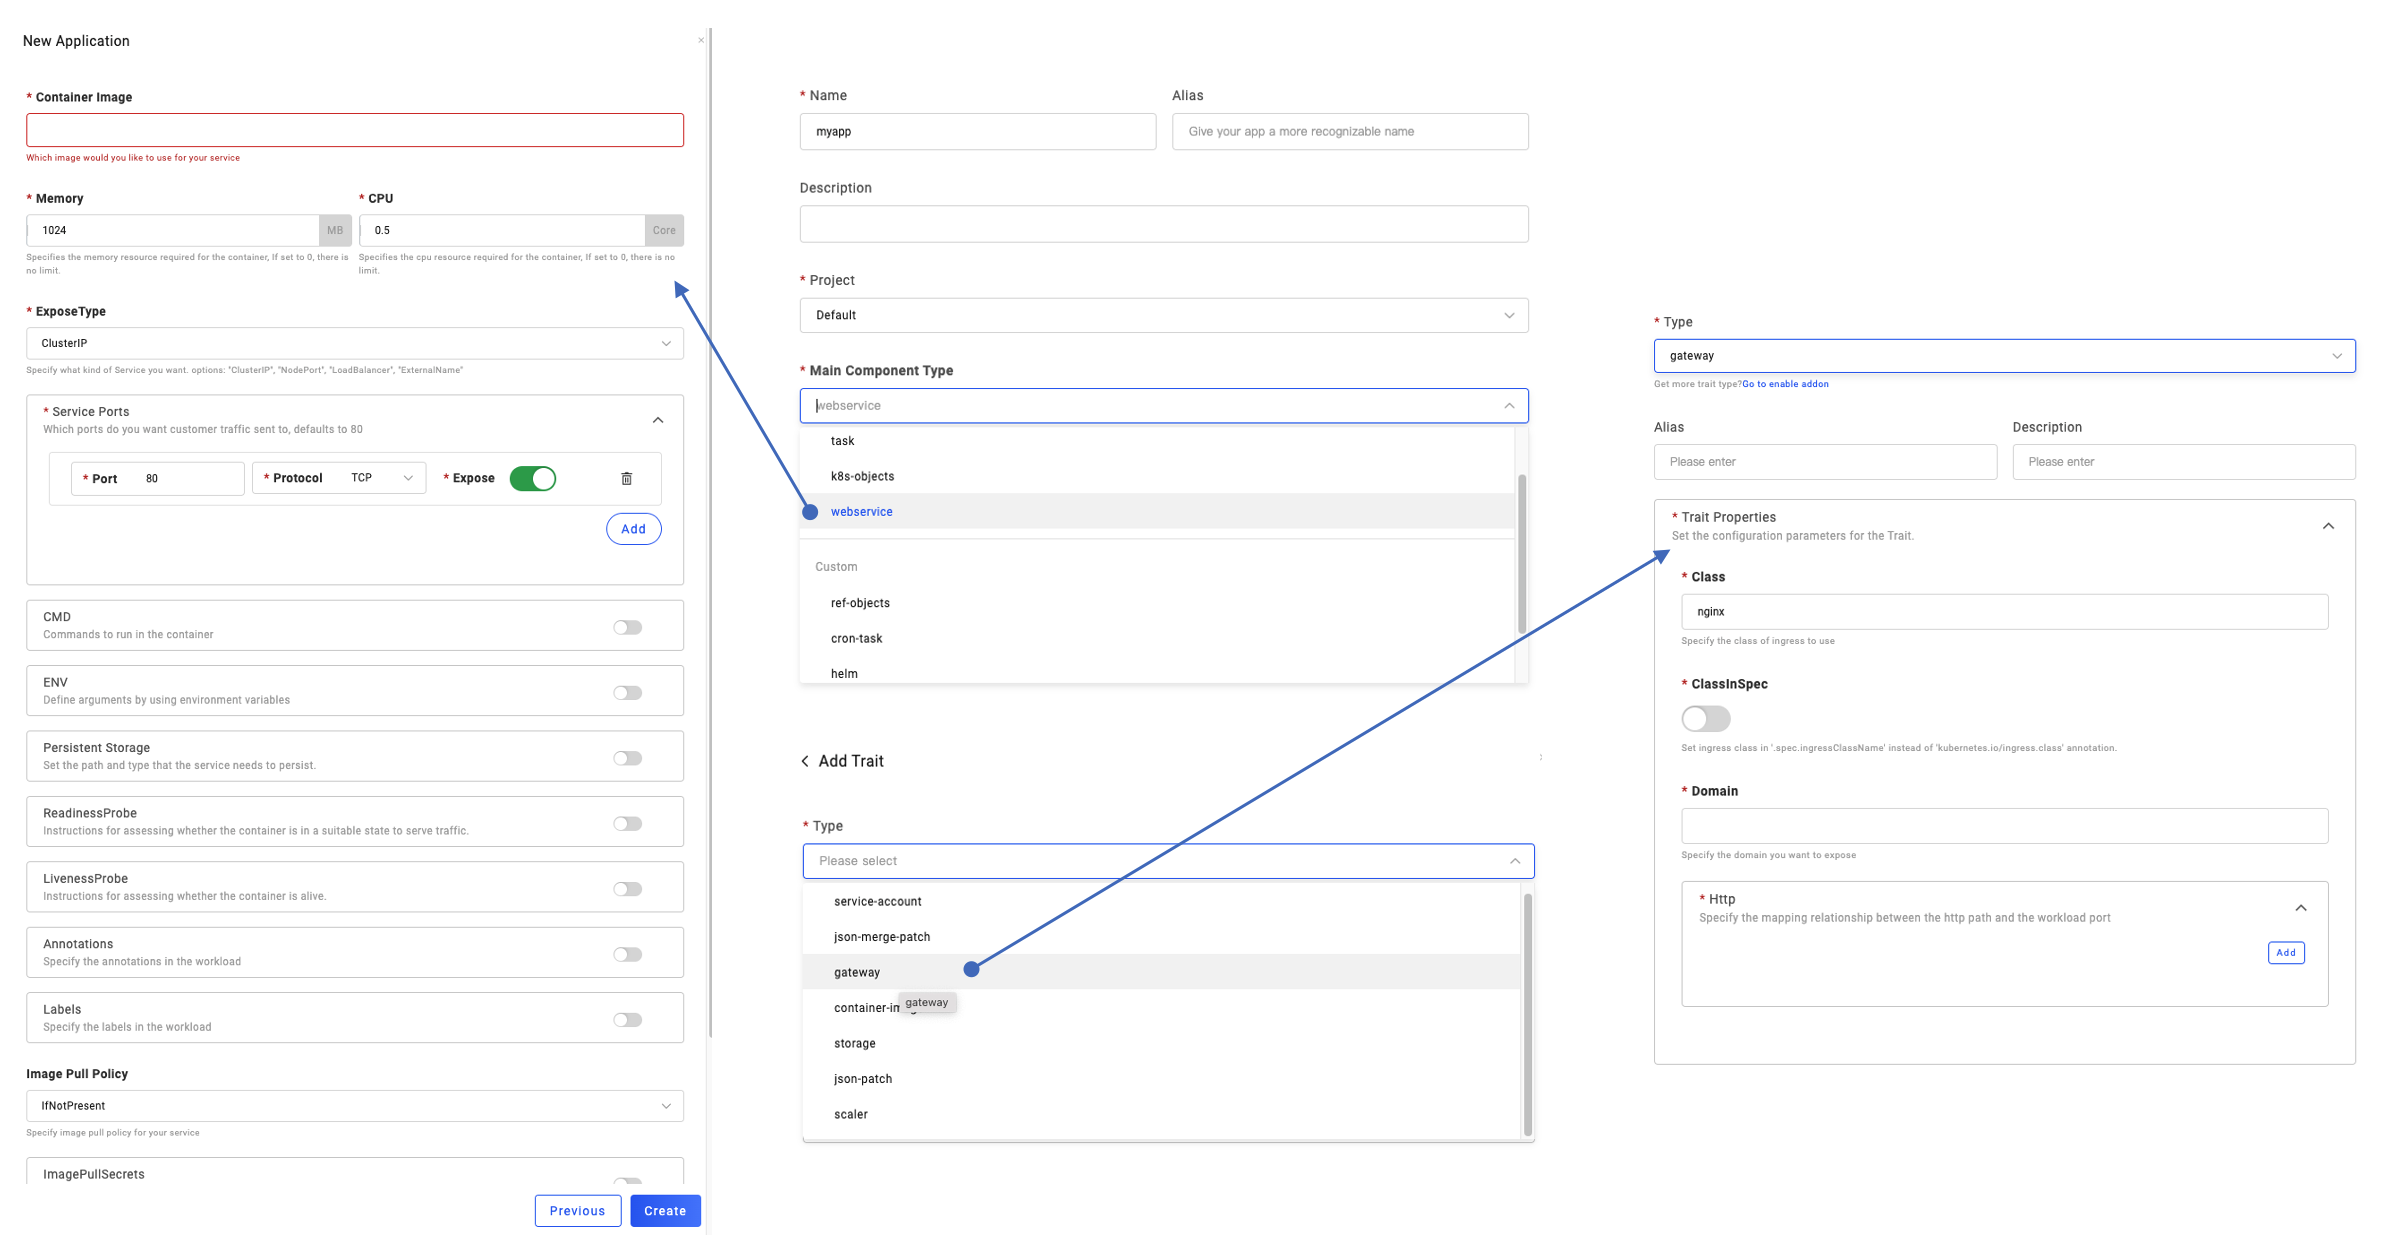 New Application
×
* Container Image
Which image would you like to use for your service
* Memory
1024
MB
Specifies the memory resource required for the container, If set to 0, there is
no limit.
* CPU
0.5
Core
Specifies the cpu resource required for the container, If set to 0, there is no
limit.
* ExposeType
ClusterIP
Specify what kind of Service you want. options: "ClusterIP", "NodePort", "LoadBalancer", "ExternalName"
* Service Ports
Which ports do you want customer traffic sent to, defaults to 80
* Port 80
* Protocol TCP
* Expose
Add
CMD
Commands to run in the container
ENV
Define arguments by using environment variables
Persistent Storage
Set the path and type that the service needs to persist.
ReadinessProbe
Instructions for assessing whether the container is in a suitable state to serve traffic.
LivenessProbe
Instructions for assessing whether the container is alive.
Annotations
Specify the annotations in the workload
Labels
Specify the labels in the workload
Image Pull Policy
IfNotPresent
Specify image pull policy for your service
ImagePullSecrets
Previous
Create
* Name
myapp
Alias
Give your app a more recognizable name
Description
* Project
Default
* Main Component Type
webservice
task
k8s-objects
webservice
Custom
ref-objects
cron-task
helm
Add Trait
* Type
Please select
service-account
json-merge-patch
gateway
gateway
storage
json-patch
scaler
* Type
gateway
Get more trait type?Go to enable addon
Alias
Please enter
Description
Please enter
* Trait Properties
Set the configuration parameters for the Trait.
* Class
nginx
Specify the class of ingress to use
* ClassInSpec
Set ingress class in '.spec.ingressClassName' instead of 'kubernetes.io/ingress.class' annotation.
* Domain
Specify the domain you want to expose
* Http
Specify the mapping relationship between the http path and the workload port
Add